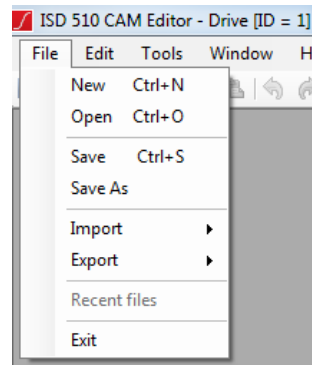 ISD 510 CAM Editor - Drive [ID = 1]
File Edit Tools Window H
New Ctrl+N
Open Ctrl+O
Save Ctrl+S
Save As
Import
Export
Recent files
Exit